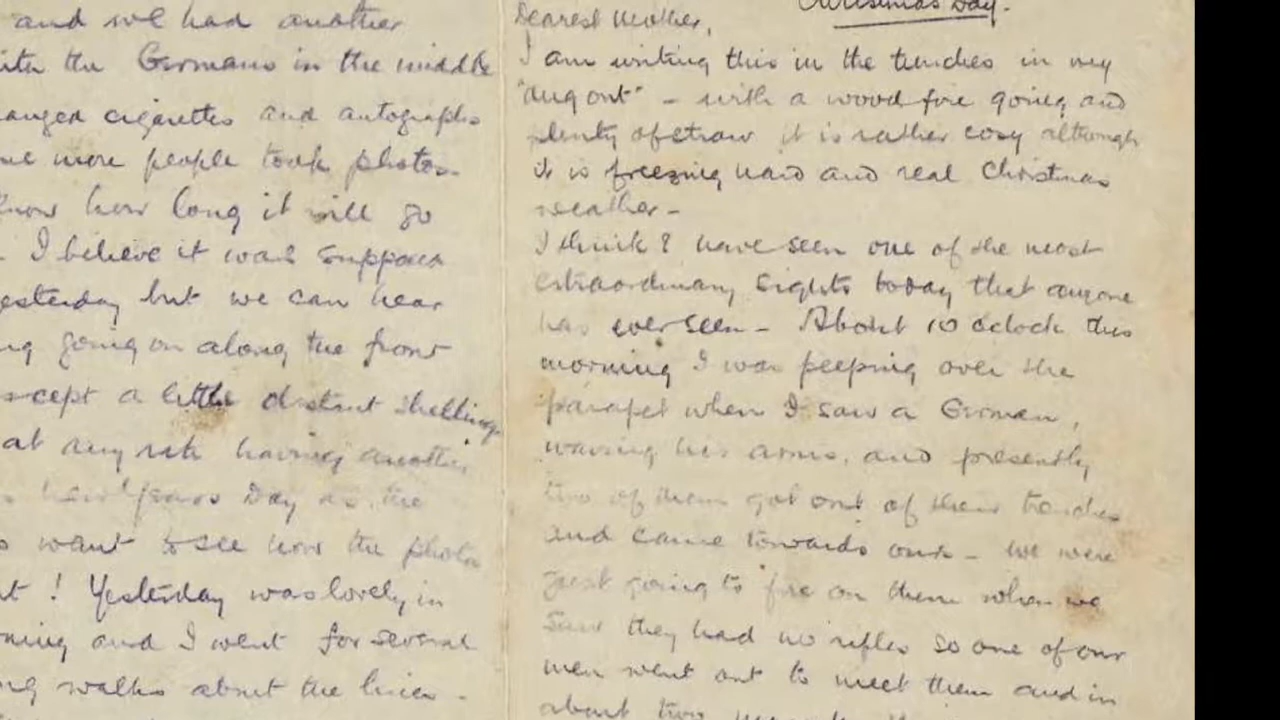 and we had another
the Germans in the middle
cigarettes and autographs
more people took photos.
know how long it will go
. I believe it was supposed
yesterday but we can hear
going on along the front
except a little distant shelling.
at any rate having another
New Years Day as the
want to see how the photos
! Yesterday was lovely in
and I went for several
walks about the lines -
Christmas Day.
Dearest Mother,
I am writing this in the trenches in my
"dug out" - with a wood fire going and
plenty of straw it is rather cosy although
it is freezing hard and real Christmas
weather -
I think I have seen one of the most
extraordinary sights today that anyone
has ever seen - About 10 oclock this
morning I was peeping over the
parapet when I saw a German,
waving his arms, and presently
two of them got out of their trenches
and came towards ours - we were
just going to fire on them when we
saw they had no rifles so one of our
men went out to meet them and in
about two